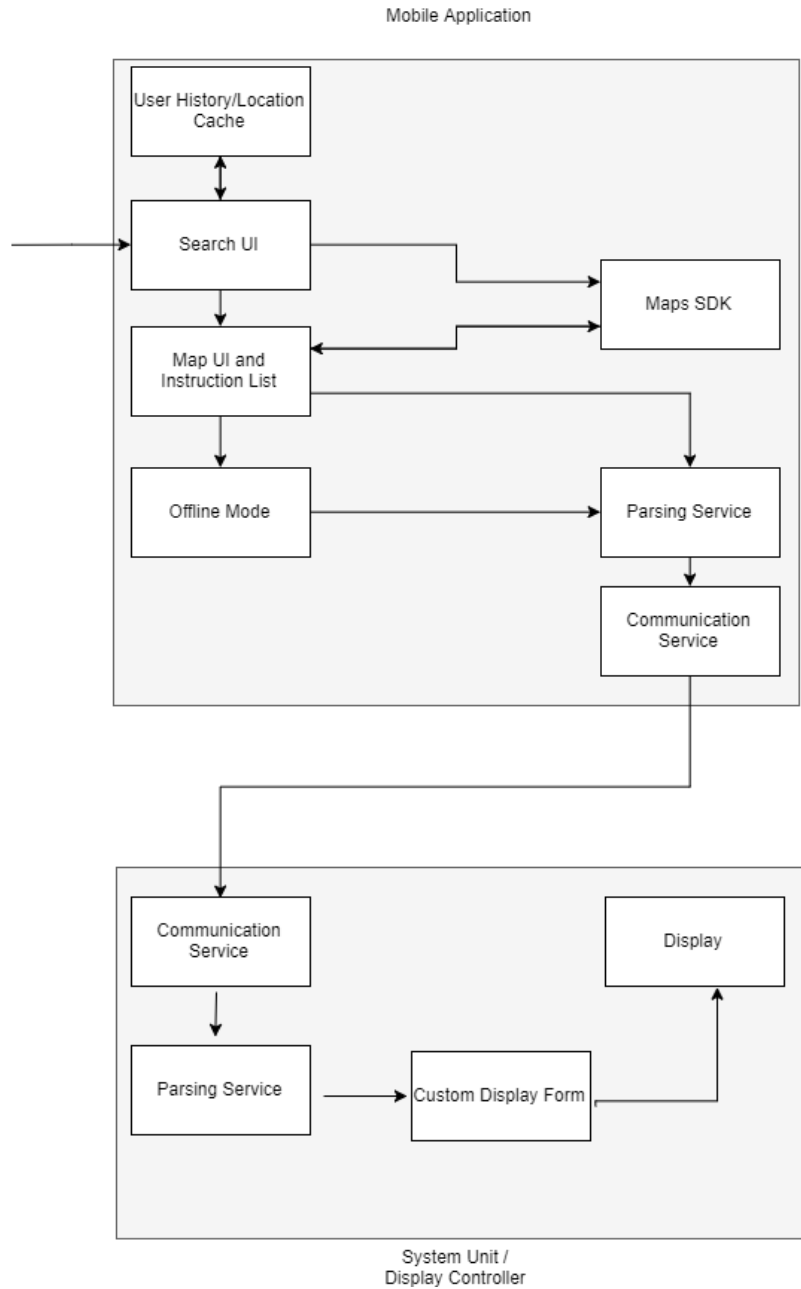 Mobile Application
User History/Location
Cache
Search UI
Maps SDK
Map UI and
Instruction List
Offline Mode
Parsing Service
Communication
Service
Communication
Service
Display
Parsing Service
Custom Display Form
System Unit /
Display Controller